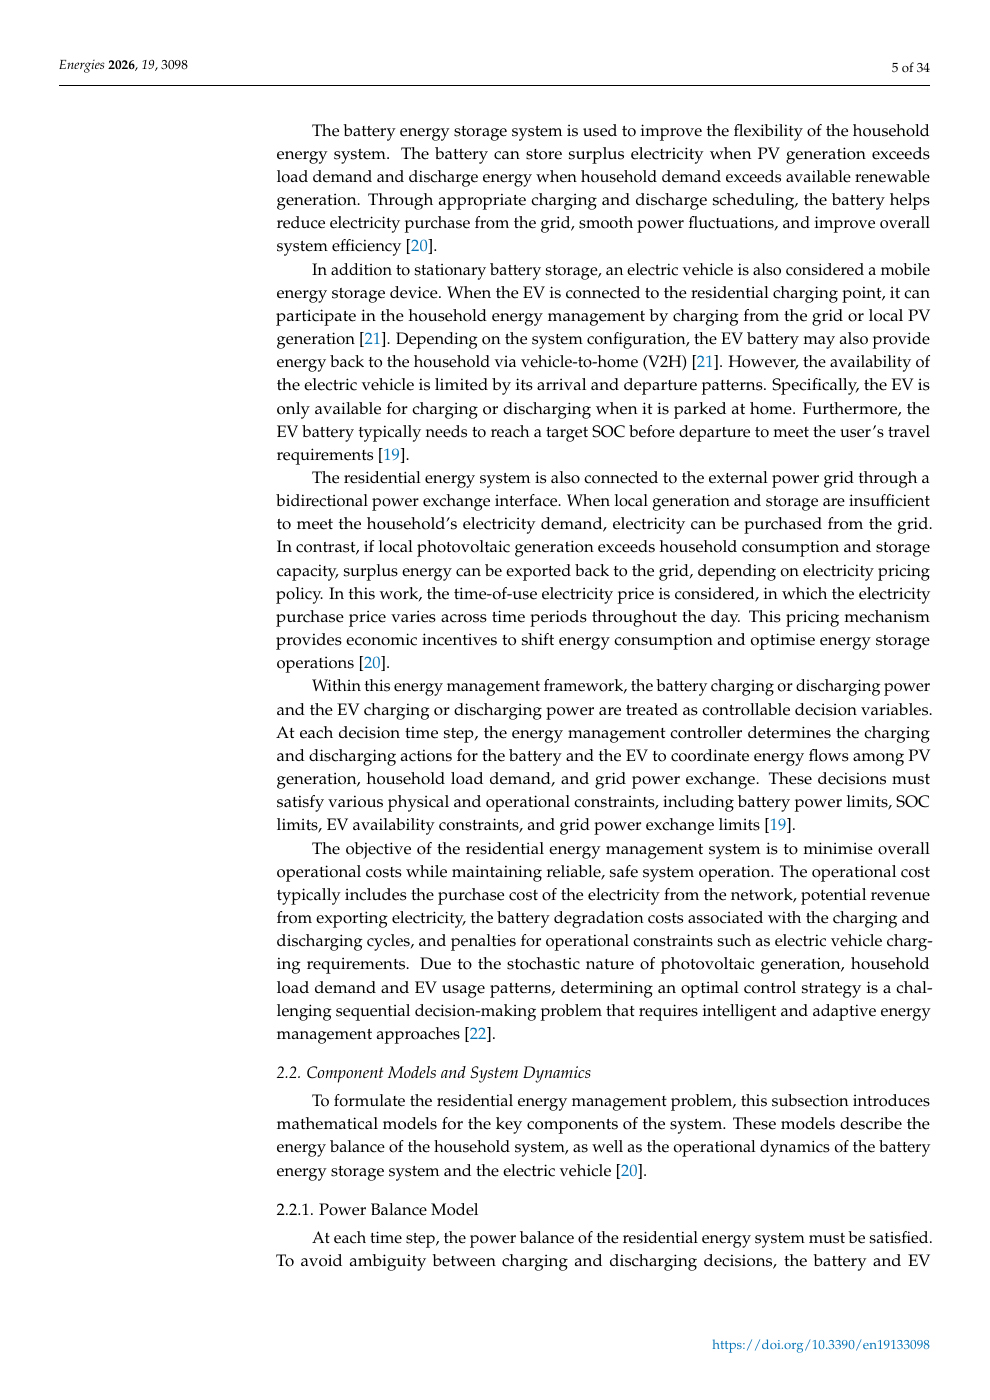 Energies 2026, 19, 3098
5 of 34
The battery energy storage system is used to improve the flexibility of the household
energy system. The battery can store surplus electricity when PV generation exceeds
load demand and discharge energy when household demand exceeds available renewable
generation. Through appropriate charging and discharge scheduling, the battery helps
reduce electricity purchase from the grid, smooth power fluctuations, and improve overall
system efficiency [20].
In addition to stationary battery storage, an electric vehicle is also considered a mobile
energy storage device. When the EV is connected to the residential charging point, it can
participate in the household energy management by charging from the grid or local PV
generation [21]. Depending on the system configuration, the EV battery may also provide
energy back to the household via vehicle-to-home (V2H) [21]. However, the availability of
the electric vehicle is limited by its arrival and departure patterns. Specifically, the EV is
only available for charging or discharging when it is parked at home. Furthermore, the
EV battery typically needs to reach a target SOC before departure to meet the user's travel
requirements [19].
The residential energy system is also connected to the external power grid through a
bidirectional power exchange interface. When local generation and storage are insufficient
to meet the household's electricity demand, electricity can be purchased from the grid.
In contrast, if local photovoltaic generation exceeds household consumption and storage
capacity, surplus energy can be exported back to the grid, depending on electricity pricing
policy. In this work, the time-of-use electricity price is considered, in which the electricity
purchase price varies across time periods throughout the day. This pricing mechanism
provides economic incentives to shift energy consumption and optimise energy storage
operations [20].
Within this energy management framework, the battery charging or discharging power
and the EV charging or discharging power are treated as controllable decision variables.
At each decision time step, the energy management controller determines the charging
and discharging actions for the battery and the EV to coordinate energy flows among PV
generation, household load demand, and grid power exchange. These decisions must
satisfy various physical and operational constraints, including battery power limits, SOC
limits, EV availability constraints, and grid power exchange limits [19].
The objective of the residential energy management system is to minimise overall
operational costs while maintaining reliable, safe system operation. The operational cost
typically includes the purchase cost of the electricity from the network, potential revenue
from exporting electricity, the battery degradation costs associated with the charging and
discharging cycles, and penalties for operational constraints such as electric vehicle charg-
ing requirements. Due to the stochastic nature of photovoltaic generation, household
load demand and EV usage patterns, determining an optimal control strategy is a chal-
lenging sequential decision-making problem that requires intelligent and adaptive energy
management approaches [22].
2.2. Component Models and System Dynamics
To formulate the residential energy management problem, this subsection introduces
mathematical models for the key components of the system. These models describe the
energy balance of the household system, as well as the operational dynamics of the battery
energy storage system and the electric vehicle [20].
2.2.1. Power Balance Model
At each time step, the power balance of the residential energy system must be satisfied.
To avoid ambiguity between charging and discharging decisions, the battery and EV
https://doi.org/10.3390/en19133098